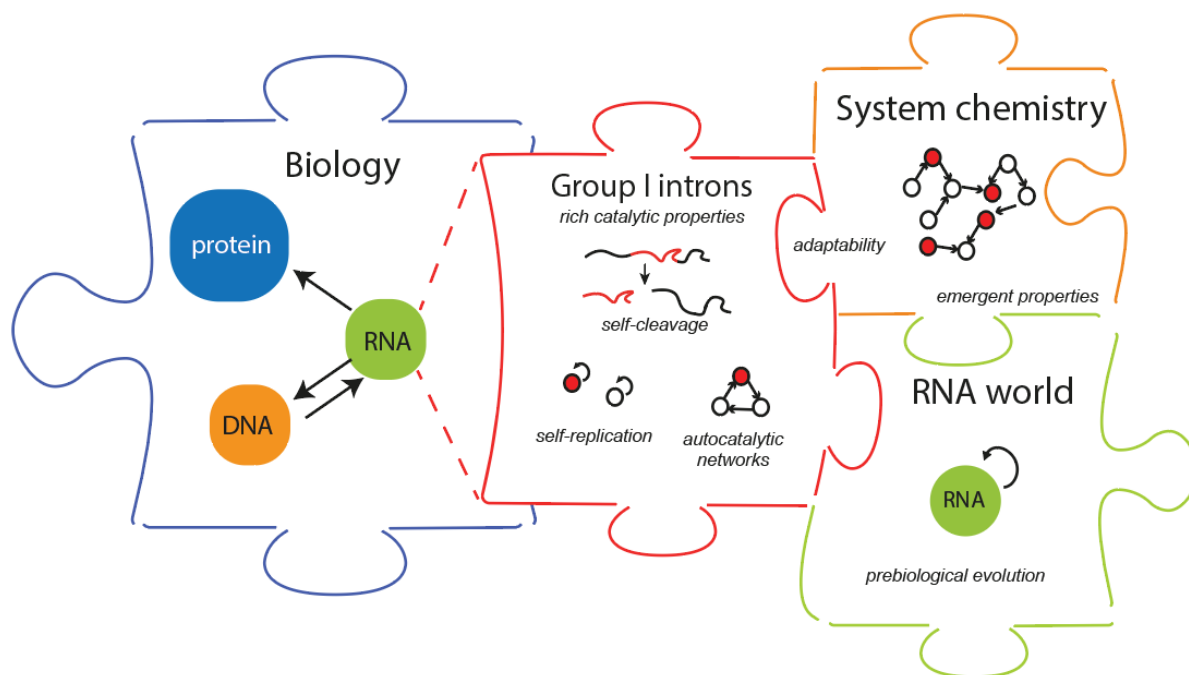 Biology
protein
RNA
DNA
Group I introns
rich catalytic properties
self-cleavage
self-replication
autocatalytic
networks
adaptability
System chemistry
emergent properties
RNA world
RNA
prebiological evolution